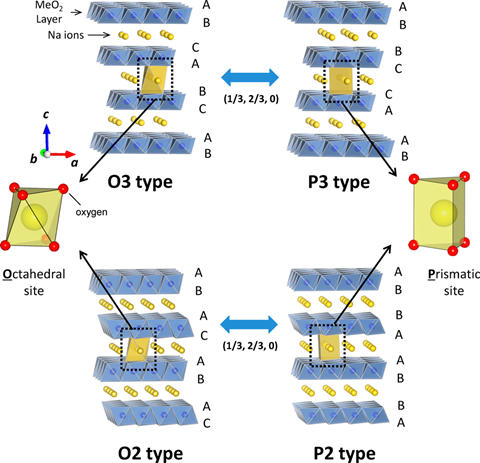 MeO2
Layer
Na ions
A
B
C
A
B
C
A
B
O3 type
(1/3, 2/3, 0)
A
B
B
C
C
A
A
B
P3 type
c
b
a
oxygen
Octahedral
site
Prismatic
site
A
B
A
C
A
B
A
C
O2 type
(1/3, 2/3, 0)
A
B
B
A
A
B
B
A
P2 type